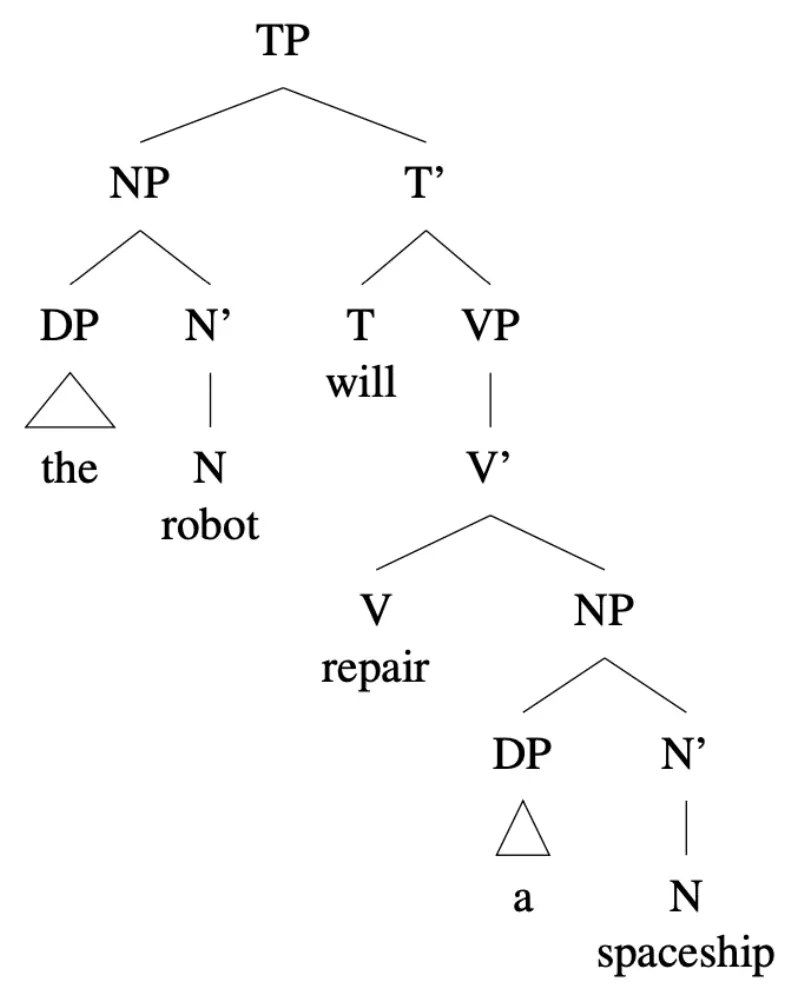 TP
NP T’
DP N’ T VP
will
the N V’
robot
V NP
repair
DP N’
a N
spaceship